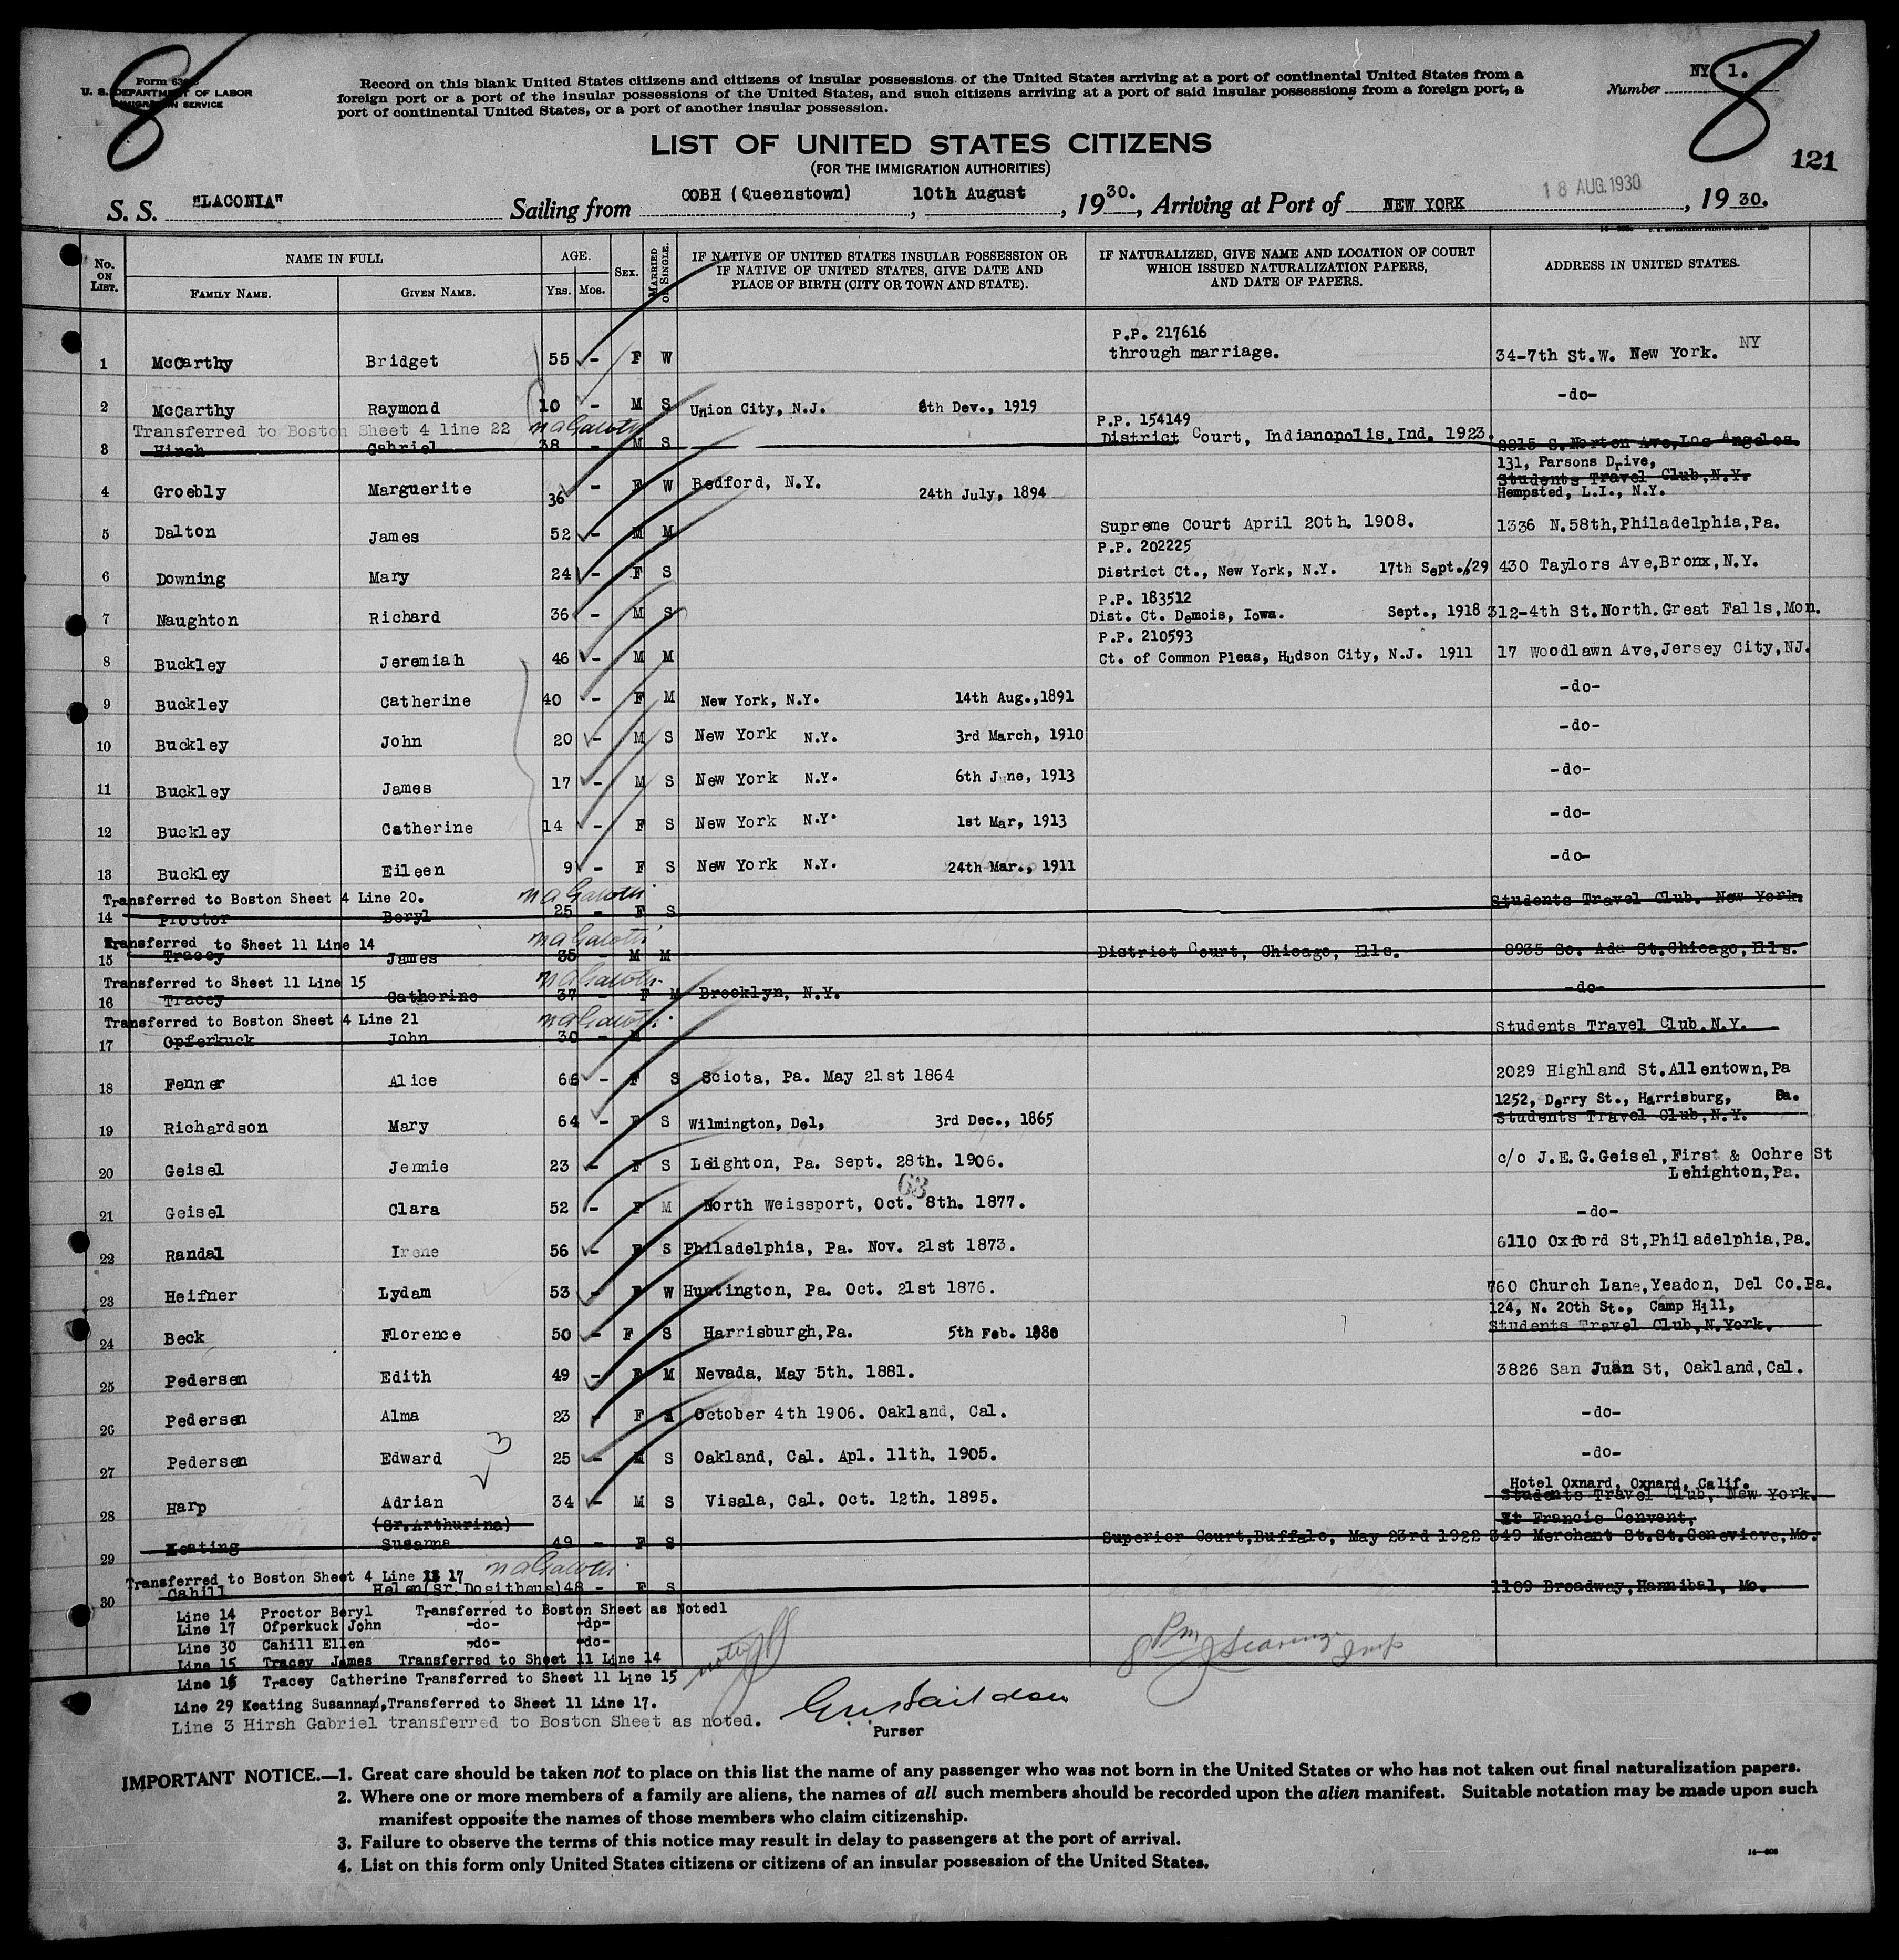 8
8
Form 630
U. S. DEPARTMENT OF LABOR
IMMIGRATION SERVICE
Record on this blank United States citizens and citizens of insular possessions of the United States arriving at a port of continental United States from a
foreign port or a port of the insular possessions of the United States, and such citizens arriving at a port of said insular possessions from a foreign port, a
port of continental United States, or a port of another insular possession.
NY. 1.
Number
LIST OF UNITED STATES CITIZENS
(FOR THE IMMIGRATION AUTHORITIES)
121
S. S. "LACONIA" Sailing from COBH (Queenstown), 10th August, 1930., Arriving at Port of NEW YORK 18 AUG. 1930, 1930.
No. ON LIST. NAME IN FULL AGE. SEX. MARRIED OR SINGLE. IF NATIVE OF UNITED STATES INSULAR POSSESSION OR IF NATIVE OF UNITED STATES, GIVE DATE AND PLACE OF BIRTH (CITY OR TOWN AND STATE). IF NATURALIZED, GIVE NAME AND LOCATION OF COURT WHICH ISSUED NATURALIZATION PAPERS, AND DATE OF PAPERS. ADDRESS IN UNITED STATES.
FAMILY NAME. GIVEN NAME. YRS. MOS.
P.P. 217616
1 McCarthy Bridget 55 - F W through marriage. 34-7th St.W. New York. NY
2 McCarthy Raymond 10 - M S Union City, N.J. 8th Dev., 1919 -do-
Transferred to Boston Sheet 4 line 22 P.P. 154149
3 Hirsh Gabriel 38 - M S District Court, Indianopolis, Ind. 1923. 8815 S.Norton Ave,Los Angeles.
131, Parsons Drive,
4 Groebly Marguerite 36 - F W Bedford, N.Y. 24th July, 1894 Students Travel Club,N.Y.
Hempsted, L.I., N.Y.
5 Dalton James 52 - M M Supreme Court April 20th. 1908. 1336 N.58th,Philadelphia,Pa.
P.P. 202225
6 Downing Mary 24 - F S District Ct., New York, N.Y. 17th Sept./29 430 Taylors Ave,Bronx,N.Y.
P.P. 183512
7 Naughton Richard 36 - M S Dist. Ct. Demois, Iowa. Sept., 1918 312-4th St.North.Great Falls,Mon.
P.P. 210593
8 Buckley Jeremiah 46 - M M Ct. of Common Pleas, Hudson City, N.J. 1911 17 Woodlawn Ave,Jersey City,NJ.
9 Buckley Catherine 40 - F M New York, N.Y. 14th Aug.,1891 -do-
10 Buckley John 20 - M S New York N.Y. 3rd March, 1910 -do-
11 Buckley James 17 - M S New York N.Y. 6th June, 1913 -do-
12 Buckley Catherine 14 - F S New York N.Y. 1st Mar, 1913 -do-
13 Buckley Eileen 9 - F S New York N.Y. 24th Mar., 1911 -do-
Transferred to Boston Sheet 4 Line 20.
14 Proctor Beryl 25 - F S Students Travel Club. New York.
Transferred to Sheet 11 Line 14
15 Tracey James 35 - M M District Court, Chicago, Ills. 8935 So. Ada St.Chicago,Ills.
Transferred to Sheet 11 Line 15
16 Tracey Catherine 37 - F M Brooklyn, N.Y. -do-
Transferred to Boston Sheet 4 Line 21
17 Opferkuck John 30 - M Students Travel Club.N.Y.
18 Fenner Alice 66 - F S Sciota, Pa. May 21st 1864 2029 Highland St.Allentown,Pa
1252, Derry St., Harrisburg, Pa.
19 Richardson Mary 64 - F S Wilmington, Del, 3rd Dec., 1865 Students Travel Club,N.Y.
20 Geisel Jennie 23 - F S Leighton, Pa. Sept. 28th. 1906. c/o J.E.G.Geisel,First & Ochre St
Lehighton,Pa.
63
21 Geisel Clara 52 - F M North Weissport, Oct. 8th. 1877. -do-
22 Randal Irene 56 - F S Philadelphia, Pa. Nov. 21st 1873. 6110 Oxford St,Philadelphia,Pa.
23 Heifner Lydam 53 - F W Huntington, Pa. Oct. 21st 1876. 760 Church Lane,Yeadon, Del Co.Pa.
124, N. 20th St., Camp Hill,
24 Beck Florence 50 - F S Harrisburgh,Pa. 5th Feb. 1880 Students Travel Club,N.York.
25 Pedersen Edith 49 - F M Nevada, May 5th. 1881. 3826 San Juan St, Oakland,Cal.
26 Pedersen Alma 23 - F October 4th 1906. Oakland, Cal. -do-
3
27 Pedersen Edward 25 - M S Oakland, Cal. Apl. 11th. 1905. -do-
Hotel Oxnard, Oxnard, Calif.
28 Harp Adrian 34 - M S Visala, Cal. Oct. 12th. 1895. Students Travel Club, New York.
(Sr.Arthurina) St Francis Convent,
29 Keating Susanna 49 - F S Superior Court,Buffalo, May 23rd 1922 349 Merchant St.St.Genevieve,Mo.
Transferred to Boston Sheet 4 Line 17
30 Cahill Helen(Sr.Dositheus)48 - F S 1109 Broadway,Hannibal, Mo.
Line 14 Proctor Beryl Transferred to Boston Sheet as Noted1
Line 17 Ofperkuck John -do- -dp-
Line 30 Cahill Ellen -do- -do-
Line 15 Tracey James Transferred to Sheet 11 Line 14
Line 16 Tracey Catherine Transferred to Sheet 11 Line 15
Line 29 Keating Susanna,Transferred to Sheet 11 Line 17.
Line 3 Hirsh Gabriel transferred to Boston Sheet as noted.
Purser
IMPORTANT NOTICE.—1. Great care should be taken not to place on this list the name of any passenger who was not born in the United States or who has not taken out final naturalization papers.
2. Where one or more members of a family are aliens, the names of all such members should be recorded upon the alien manifest. Suitable notation may be made upon such
manifest opposite the names of those members who claim citizenship.
3. Failure to observe the terms of this notice may result in delay to passengers at the port of arrival.
4. List on this form only United States citizens or citizens of an insular possession of the United States.